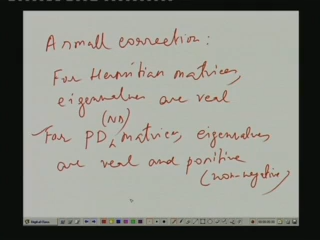 A small correction:
For Hermitian matrices,
eigenvalues are real
(ND)
For PD matrices, eigenvalues
are real and positive
(non-negative)